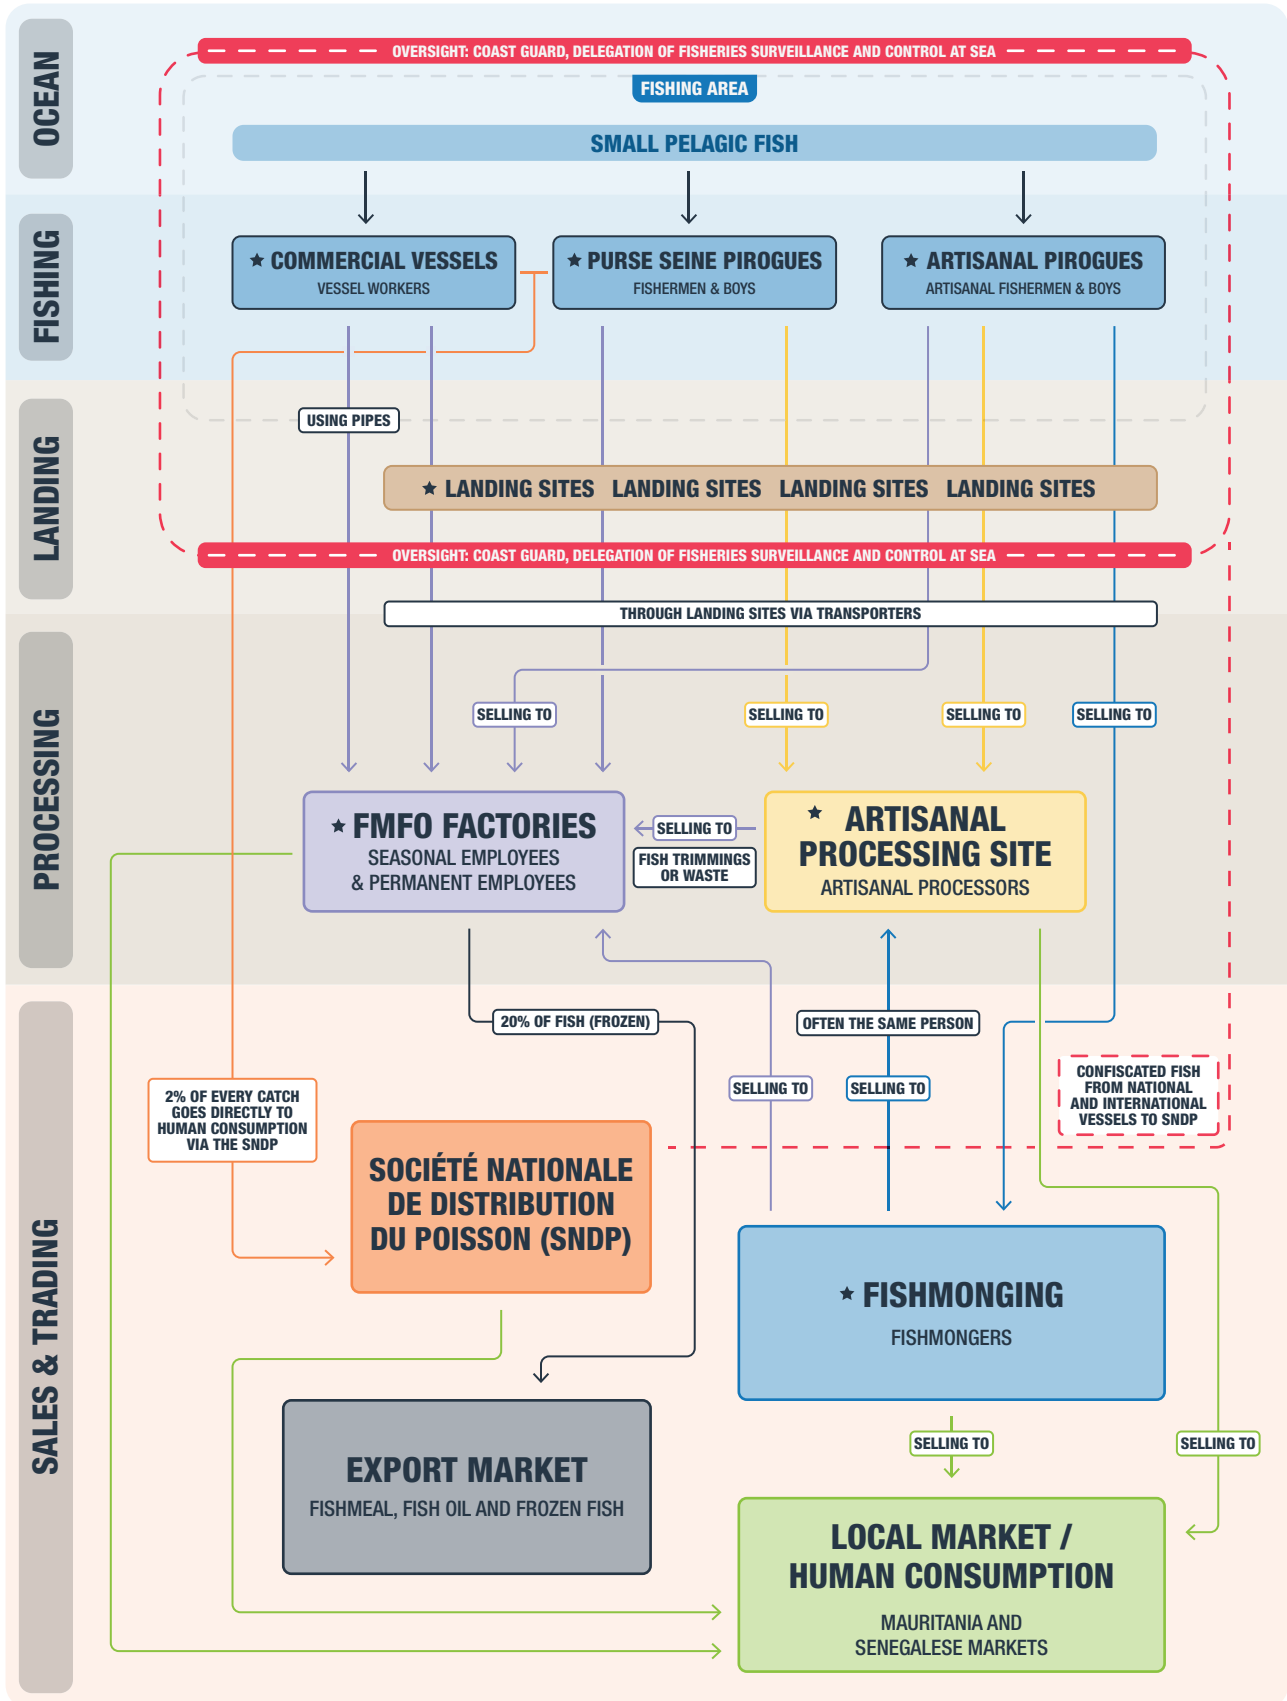 OCEAN
OVERSIGHT: COAST GUARD, DELEGATION OF FISHERIES SURVEILLANCE AND CONTROL AT SEA
FISHING AREA
SMALL PELAGIC FISH
FISHING
★ COMMERCIAL VESSELS
VESSEL WORKERS
★ PURSE SEINE PIROGUES
FISHERMEN & BOYS
★ ARTISANAL PIROGUES
ARTISANAL FISHERMEN & BOYS
LANDING
USING PIPES
★ LANDING SITES LANDING SITES LANDING SITES LANDING SITES
OVERSIGHT: COAST GUARD, DELEGATION OF FISHERIES SURVEILLANCE AND CONTROL AT SEA
THROUGH LANDING SITES VIA TRANSPORTERS
PROCESSING
SELLING TO
SELLING TO
SELLING TO
SELLING TO
★ FMFO FACTORIES
SEASONAL EMPLOYEES
& PERMANENT EMPLOYEES
SELLING TO
FISH TRIMMINGS
OR WASTE
★ ARTISANAL
PROCESSING SITE
ARTISANAL PROCESSORS
SALES & TRADING
20% OF FISH (FROZEN)
OFTEN THE SAME PERSON
2% OF EVERY CATCH
GOES DIRECTLY TO
HUMAN CONSUMPTION
VIA THE SNDP
SELLING TO
SELLING TO
CONFISCATED FISH
FROM NATIONAL
AND INTERNATIONAL
VESSELS TO SNDP
SOCIÉTÉ NATIONALE
DE DISTRIBUTION
DU POISSON (SNDP)
★ FISHMONGING
FISHMONGERS
EXPORT MARKET
FISHMEAL, FISH OIL AND FROZEN FISH
SELLING TO
SELLING TO
LOCAL MARKET /
HUMAN CONSUMPTION
MAURITANIA AND
SENEGALESE MARKETS